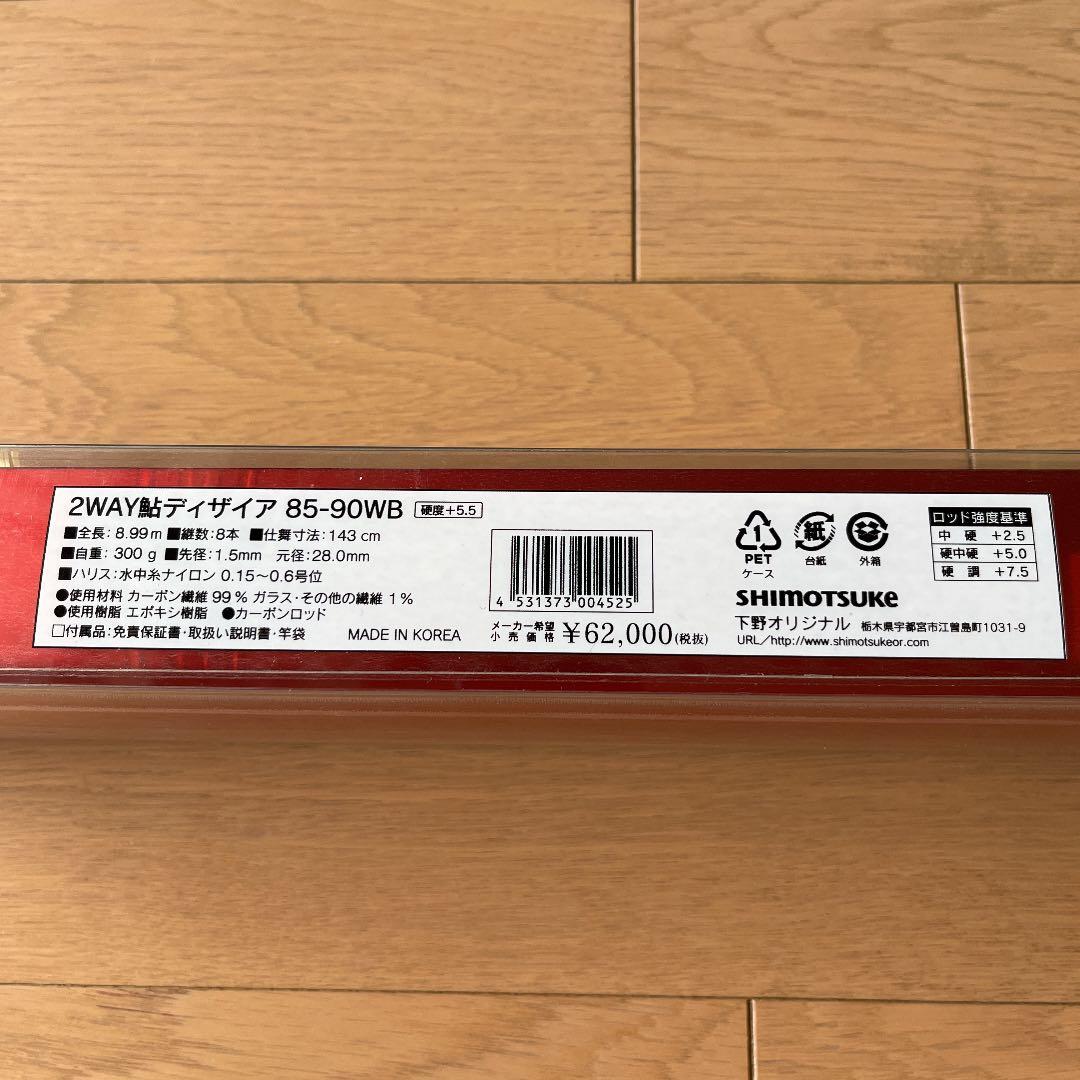 2WAY鮎ディザイア 85-90WB 硬度+5.5
■全長:8.99m ■継数:8本 ■仕舞寸法:143cm
■自重:300g ■先径:1.5mm 元径:28.0mm
■ハリス:水中糸ナイロン 0.15〜0.6号位
●使用材料 カーボン繊維 99% ガラス・その他の繊維 1%
●使用樹脂 エポキシ樹脂 ●カーボンロッド
□付属品:免責保証書・取扱い説明書・竿袋 MADE IN KOREA
4 531373 004525
メーカー希望
小売価格 ¥62,000(税抜)
1 紙
PET 台紙 外箱
ケース
SHIMOTSUKE
下野オリジナル 栃木県宇都宮市江曽島町1031-9
URL/http://www.shimotsukeor.com
ロッド強度基準
中 硬 +2.5
硬中硬 +5.0
硬 調 +7.5